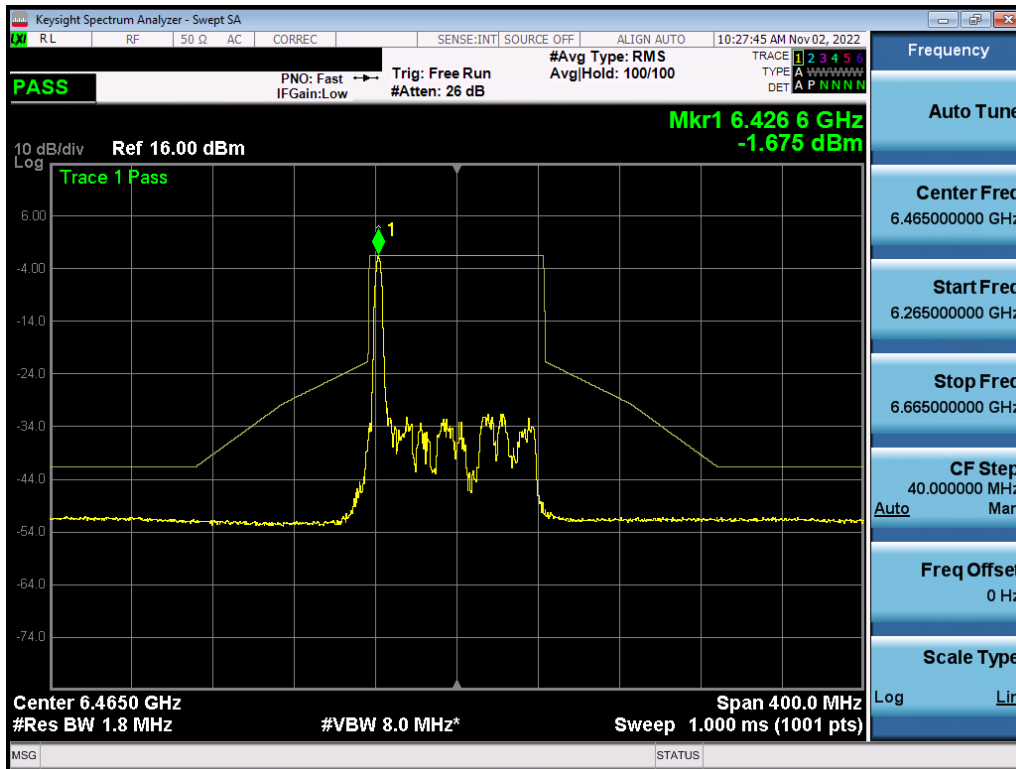 Keysight Spectrum Analyzer - Swept SA
LXI RL RF 50 Ω AC CORREC SENSE:INT SOURCE OFF ALIGN AUTO 10:27:45 AM Nov 02, 2022
PASS
PNO: Fast
IFGain:Low
Trig: Free Run
#Atten: 26 dB
#Avg Type: RMS
Avg|Hold: 100/100
TRACE 1 2 3 4 5 6
TYPE A WWWWW
DET A P N N N N
Mkr1 6.426 6 GHz
-1.675 dBm
10 dB/div Ref 16.00 dBm
Log
Trace 1 Pass
1
6.00
-4.00
-14.0
-24.0
-34.0
-44.0
-54.0
-64.0
-74.0
Center 6.4650 GHz Span 400.0 MHz
#Res BW 1.8 MHz #VBW 8.0 MHz* Sweep 1.000 ms (1001 pts)
MSG STATUS
Frequency
Auto Tune
Center Freq
6.465000000 GHz
Start Freq
6.265000000 GHz
Stop Freq
6.665000000 GHz
CF Step
40.000000 MHz
Auto Man
Freq Offset
0 Hz
Scale Type
Log Lin